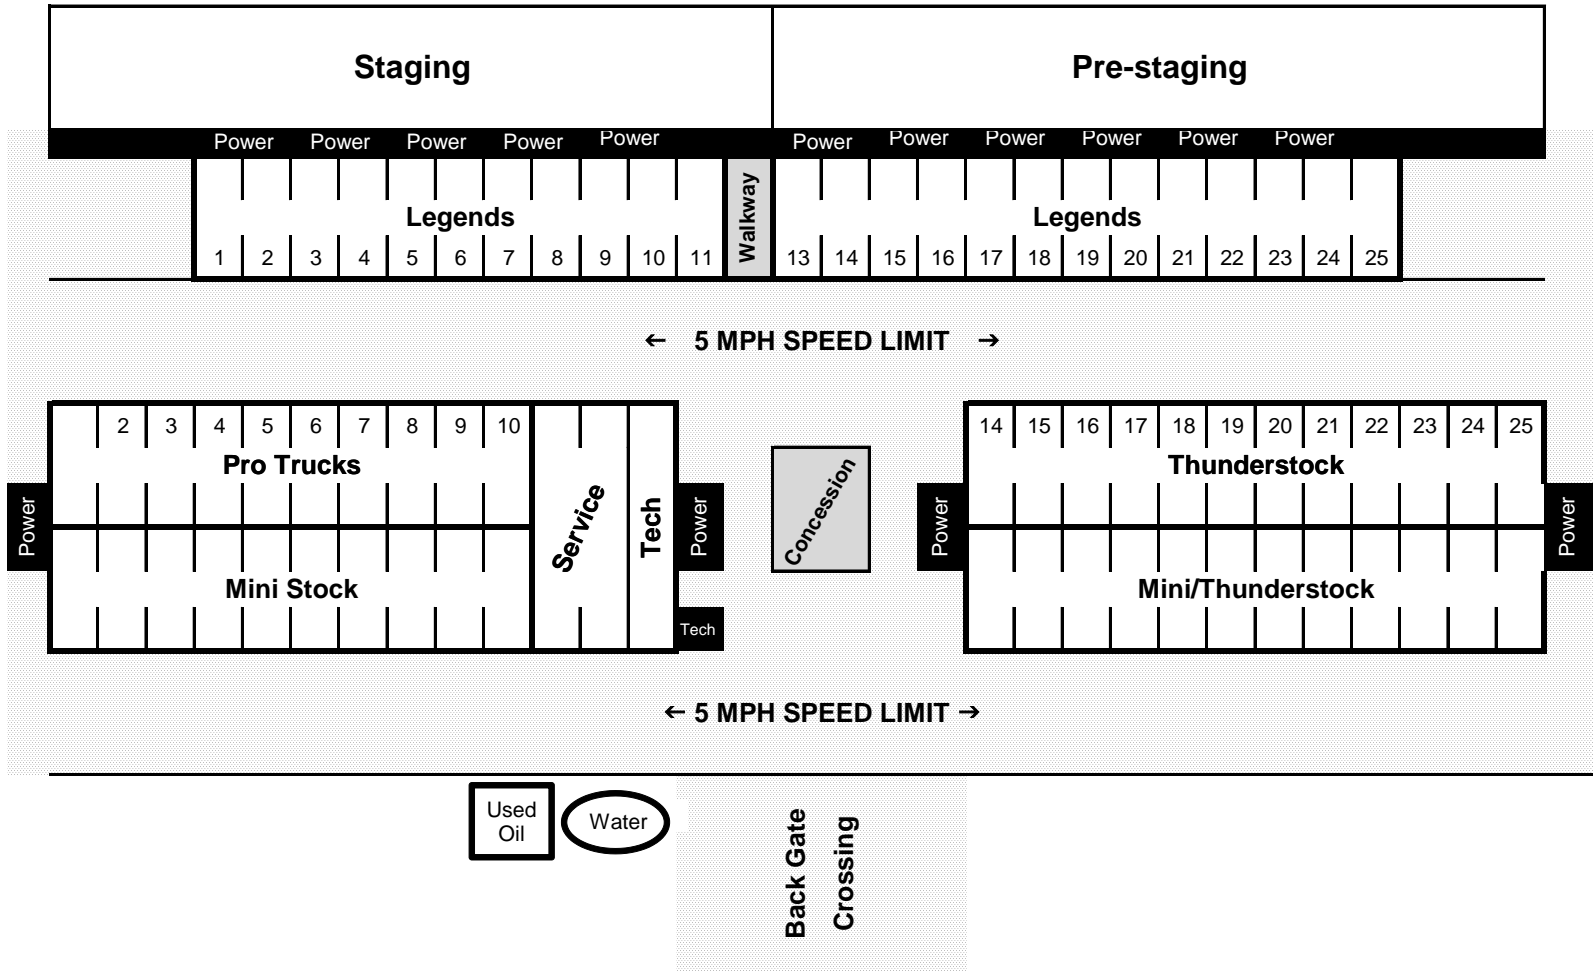 Staging Pre-staging
Power Power Power Power Power Power Power Power Power Power Power
Walkway
Legends Legends
1 2 3 4 5 6 7 8 9 10 11 13 14 15 16 17 18 19 20 21 22 23 24 25
← 5 MPH SPEED LIMIT →
2 3 4 5 6 7 8 9 10 14 15 16 17 18 19 20 21 22 23 24 25
Pro Trucks Thunderstock
Power Service Tech Power Concession Power Power
Mini Stock Mini/Thunderstock
Tech
← 5 MPH SPEED LIMIT →
Used
Oil
Water
Back Gate
Crossing